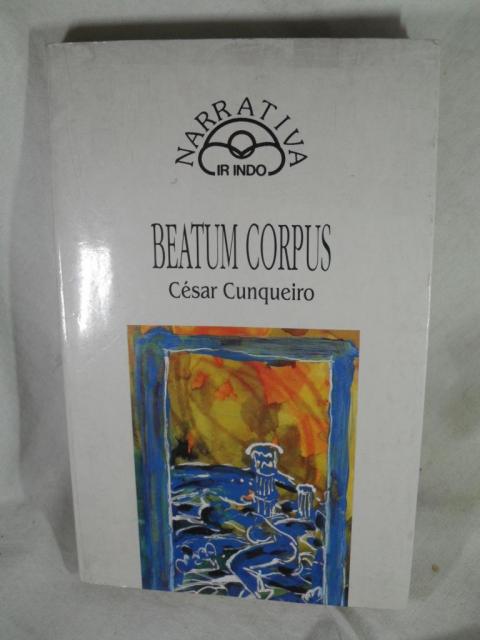 NARRATIVA
IR INDO
BEATUM CORPUS
César Cunqueiro